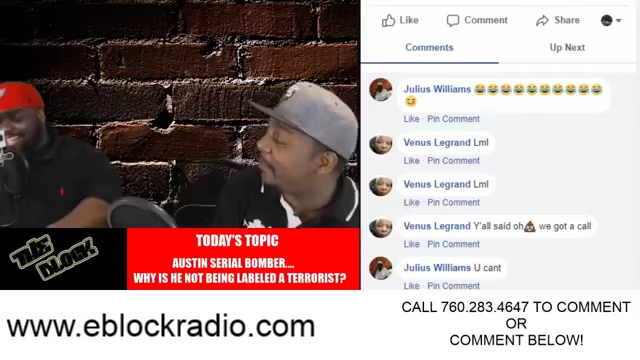 Like Comment Share
Comments Up Next
Julius Williams 😂😂😂😂😂😂😂😂😂😂
😂
Like · Pin Comment
Venus Legrand Lml
Like · Pin Comment
Venus Legrand Lml
Like · Pin Comment
Venus Legrand Y'all said oh💩 we got a call
Like · Pin Comment
Julius Williams U cant
Like · Pin Comment
THE
BLOCK
TODAY'S TOPIC
AUSTIN SERIAL BOMBER....
WHY IS HE NOT BEING LABELED A TERRORIST?
www.eblockradio.com
CALL 760.283.4647 TO COMMENT
OR
COMMENT BELOW!